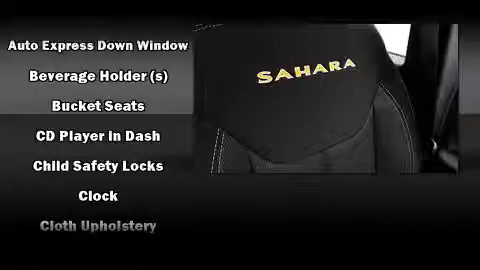 Auto Express Down Window
Beverage Holder (s)
Bucket Seats
CD Player In Dash
Child Safety Locks
Clock
Cloth Upholstery
SAHARA